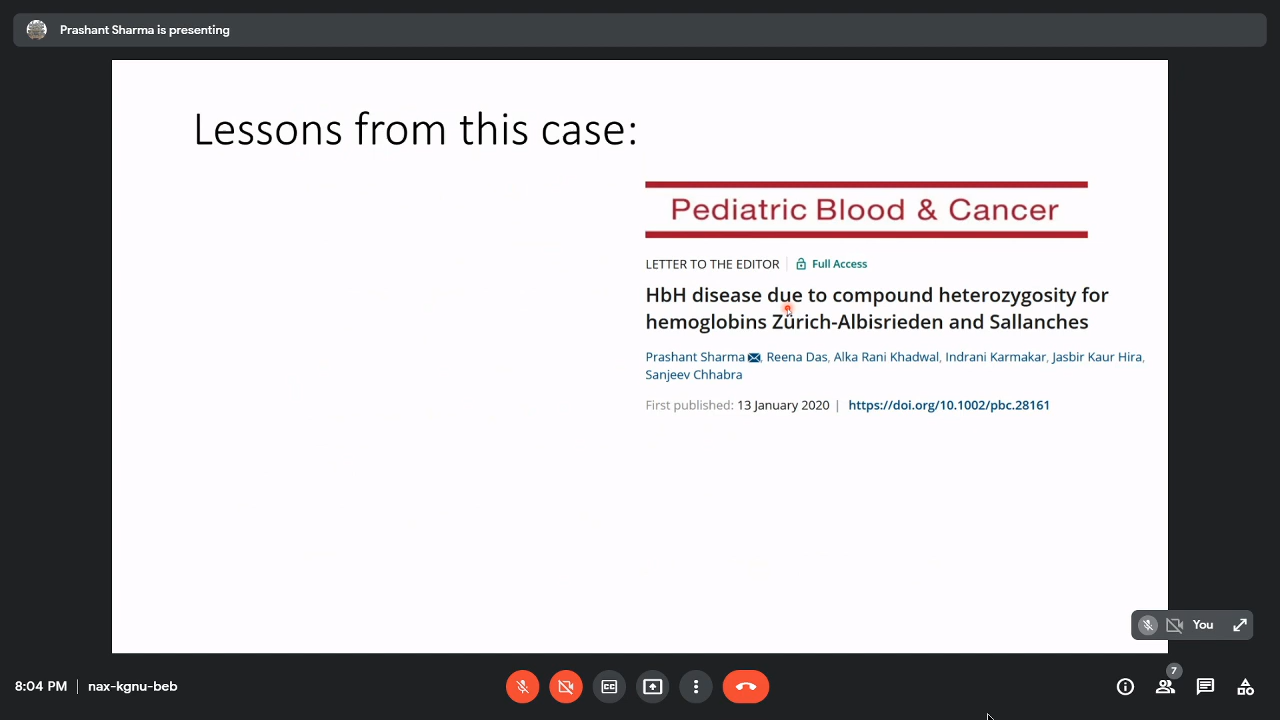 Prashant Sharma is presenting
Lessons from this case:
Pediatric Blood & Cancer
LETTER TO THE EDITOR | Full Access
HbH disease due to compound heterozygosity for
hemoglobins Zürich-Albisrieden and Sallanches
Prashant Sharma, Reena Das, Alka Rani Khadwal, Indrani Karmakar, Jasbir Kaur Hira,
Sanjeev Chhabra
First published: 13 January 2020 | https://doi.org/10.1002/pbc.28161
You
8:04 PM | nax-kgnu-beb
CC
7